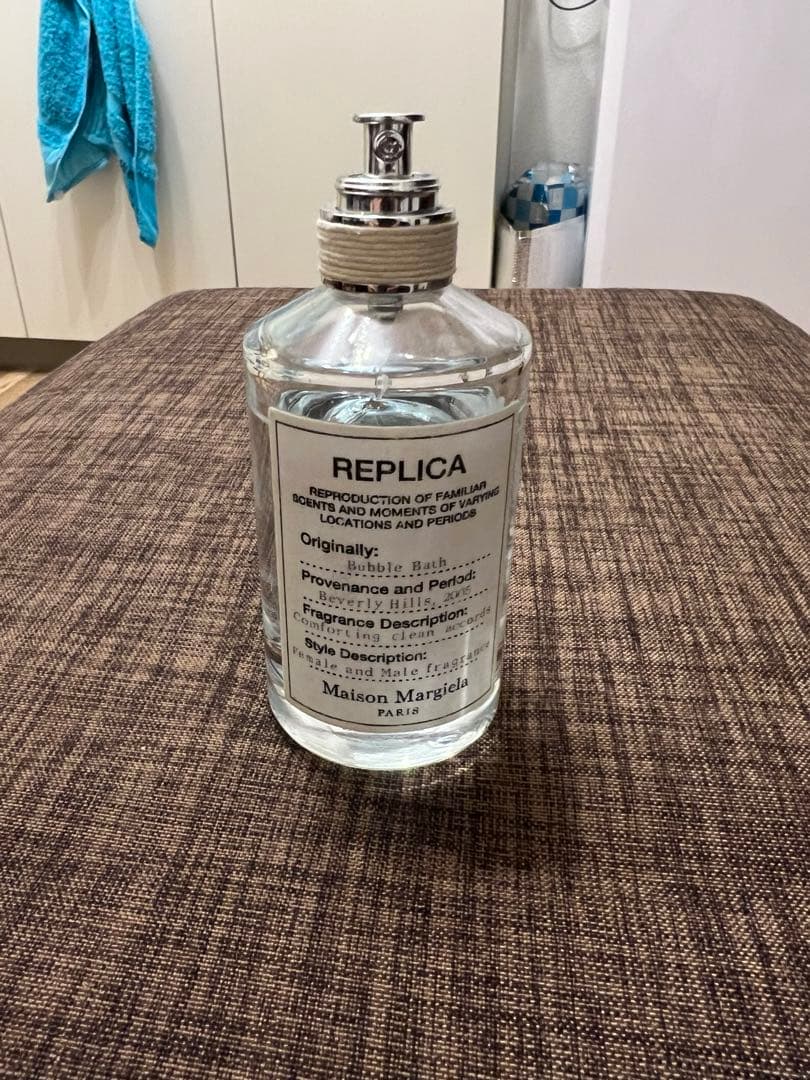 REPLICA
REPRODUCTION OF FAMILIAR
SCENTS AND MOMENTS OF VARYING
LOCATIONS AND PERIODS
Originally:
Bubble Bath
Provenance and Period:
Beverly Hills, 2005
Fragrance Description:
Comforting clean accords
Style Description:
Female and Male fragrance
Maison Margiela
PARIS